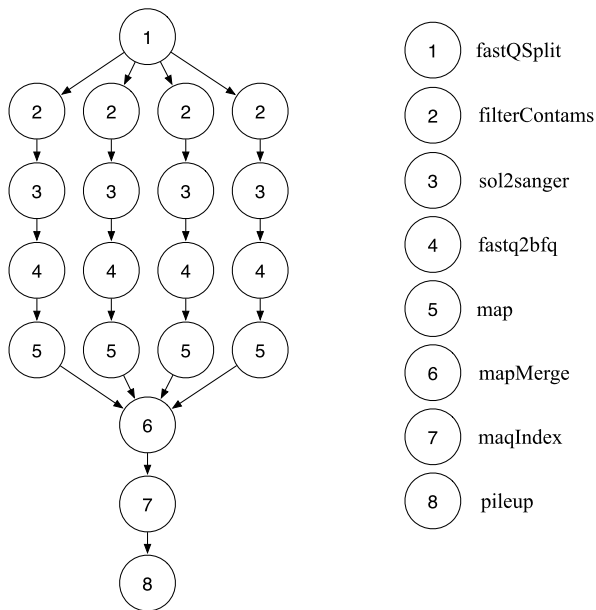 1
2 2 2 2
3 3 3 3
4 4 4 4
5 5 5 5
6
7
8
1 fastQSplit
2 filterContams
3 sol2sanger
4 fastq2bfq
5 map
6 mapMerge
7 maqIndex
8 pileup